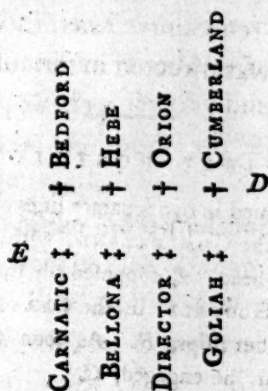 E
CARNATIC ‡ † BEDFORD
BELLONA ‡ † HEBE
DIRECTOR ‡ † ORION
GOLIAH ‡ † CUMBERLAND
D